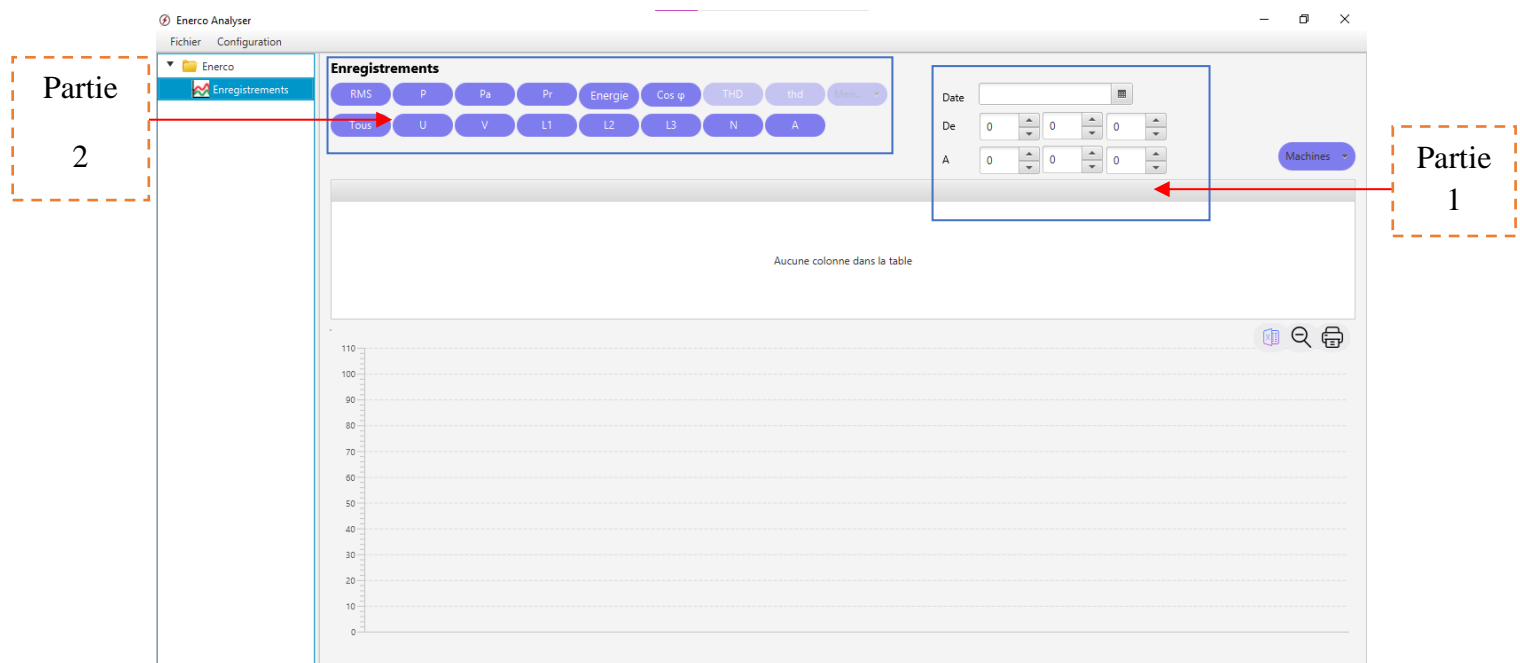 Enerco Analyser
Fichier Configuration
Enerco
Enregistrements
Partie
2
Enregistrements
RMS P Pa Pr Energie Cos φ THD thd
Tous U V L1 L2 L3 N A
Date
De 0 0 0
A 0 0 0
Machines
Partie
1
Aucune colonne dans la table
110
100
90
80
70
60
50
40
30
20
10
0